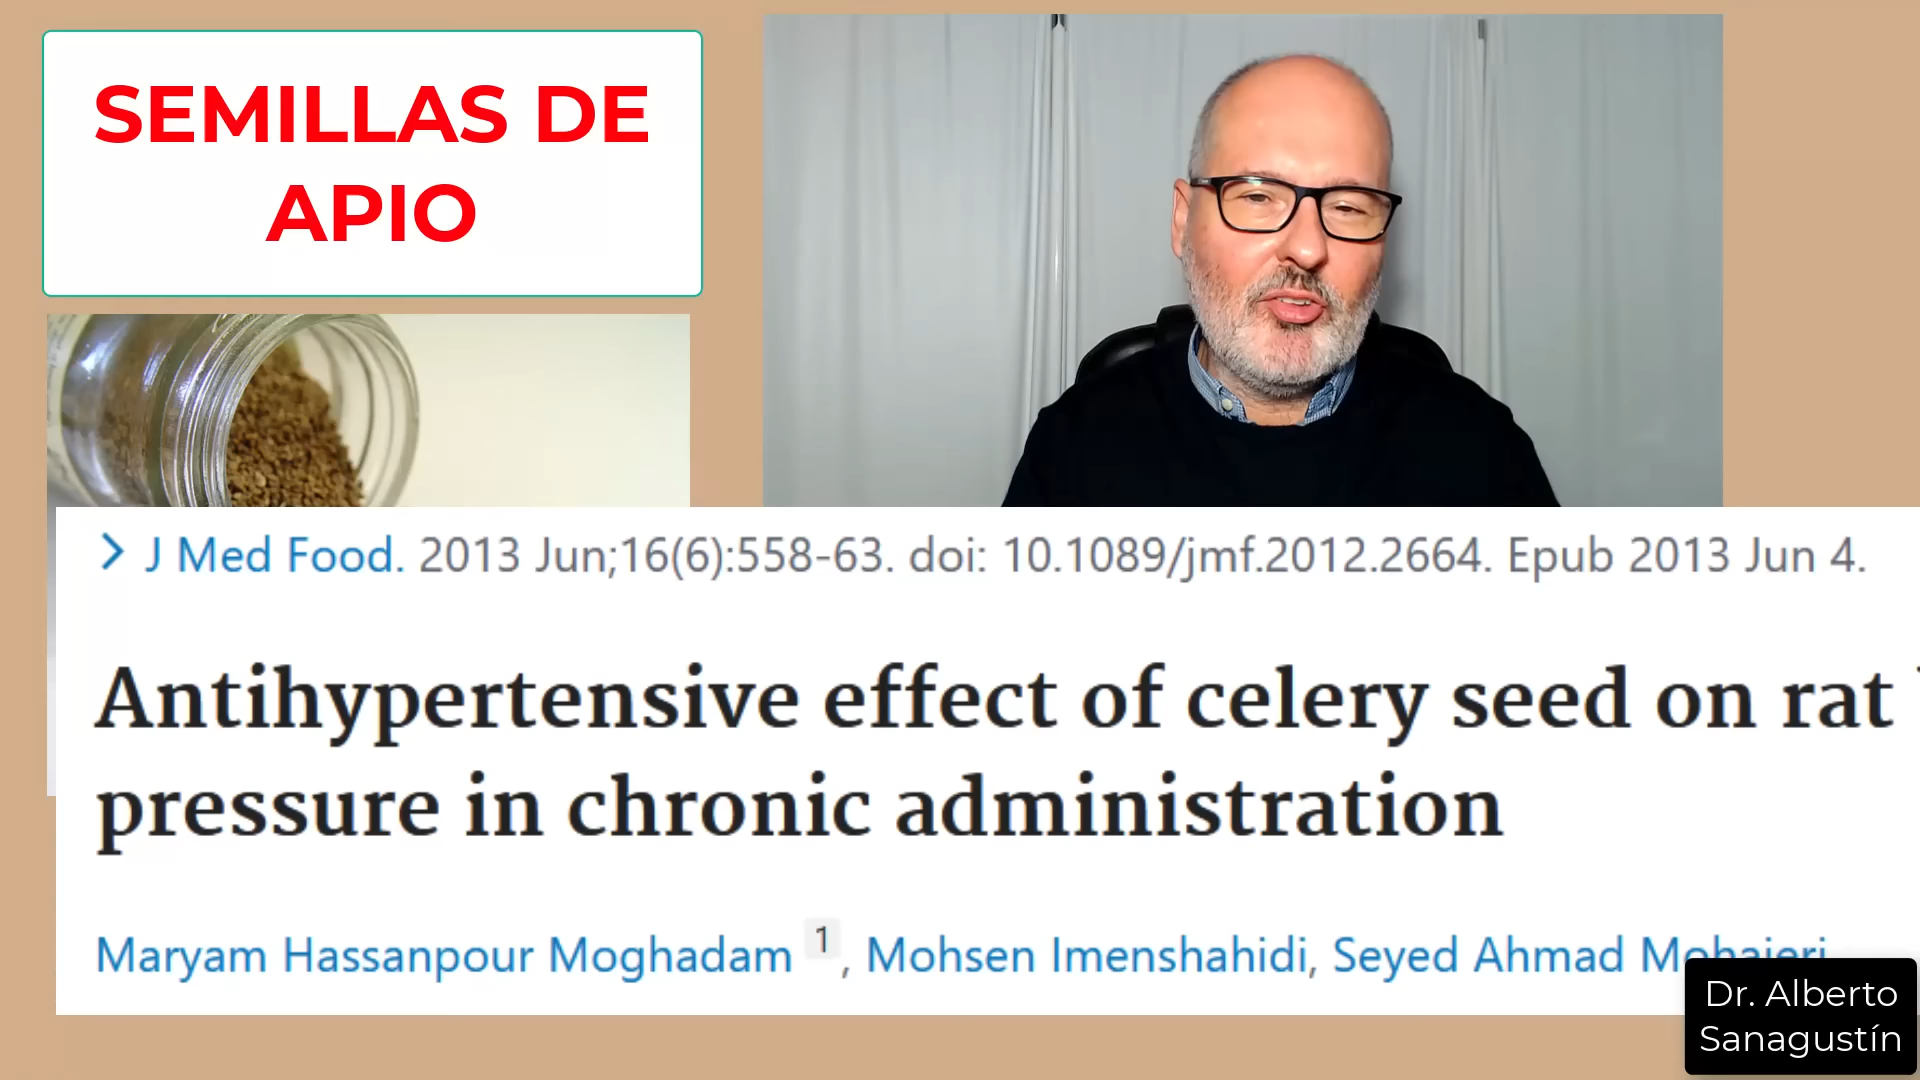 SEMILLAS DE
APIO
J Med Food. 2013 Jun;16(6):558-63. doi: 10.1089/jmf.2012.2664. Epub 2013 Jun 4.
Antihypertensive effect of celery seed on rat
pressure in chronic administration
Maryam Hassanpour Moghadam 1, Mohsen Imenshahidi, Seyed Ahmad Mohajeri
Dr. Alberto
Sanagustín